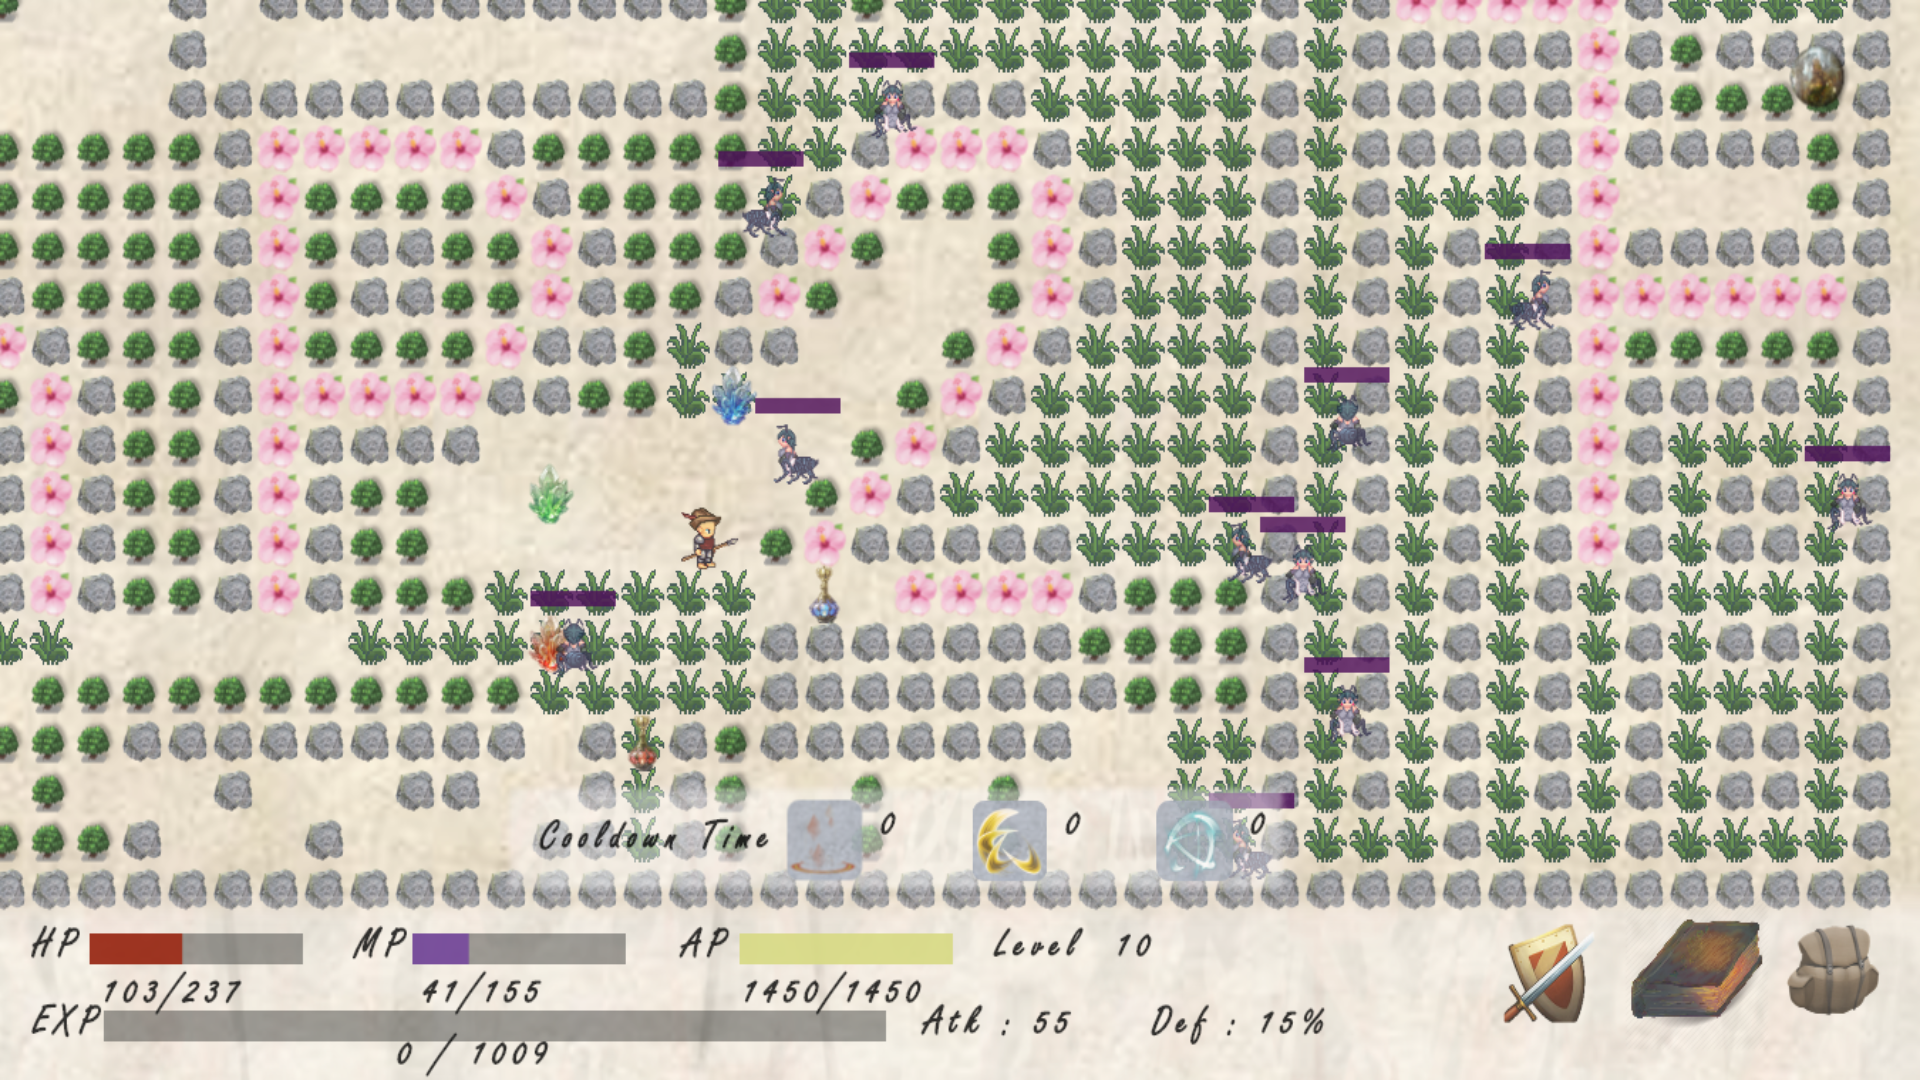 Cooldown Time 0 0 0
HP MP AP Level 10
103/237 41/155 1450/1450
EXP Atk : 55 Def : 15%
0 / 1009